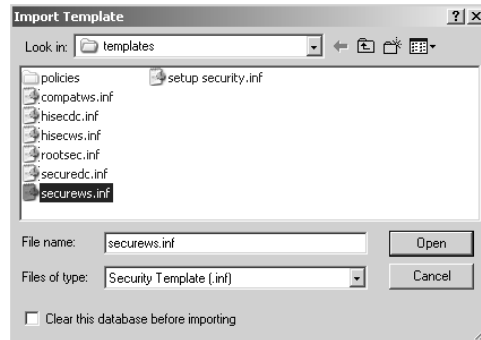 Import Template
Look in: templates
policies
compatws.inf
hisecdc.inf
hisecws.inf
rootsec.inf
securedc.inf
securews.inf
setup security.inf
File name: securews.inf Open
Files of type: Security Template (.inf) Cancel
Clear this database before importing